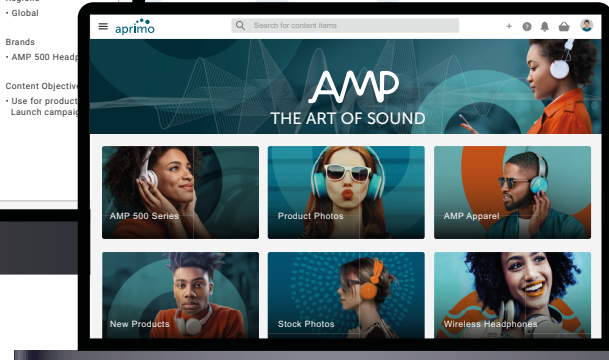 • Global
Brands
• AMP 500 Headp
Content Objective
• Use for product
Launch campaig
aprimo
Search for content items
AMP
THE ART OF SOUND
AMP 500 Series
Product Photos
AMP Apparel
New Products
Stock Photos
Wireless Headphones